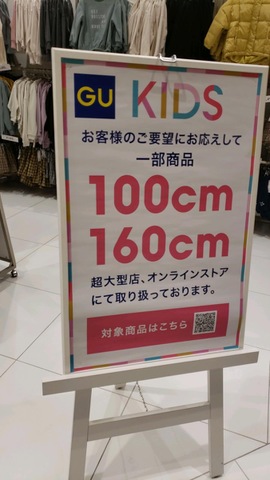 GU KIDS
お客様のご要望にお応えして
一部商品
100cm
160cm
超大型店、オンラインストア
にて取り扱っております。
対象商品はこちら